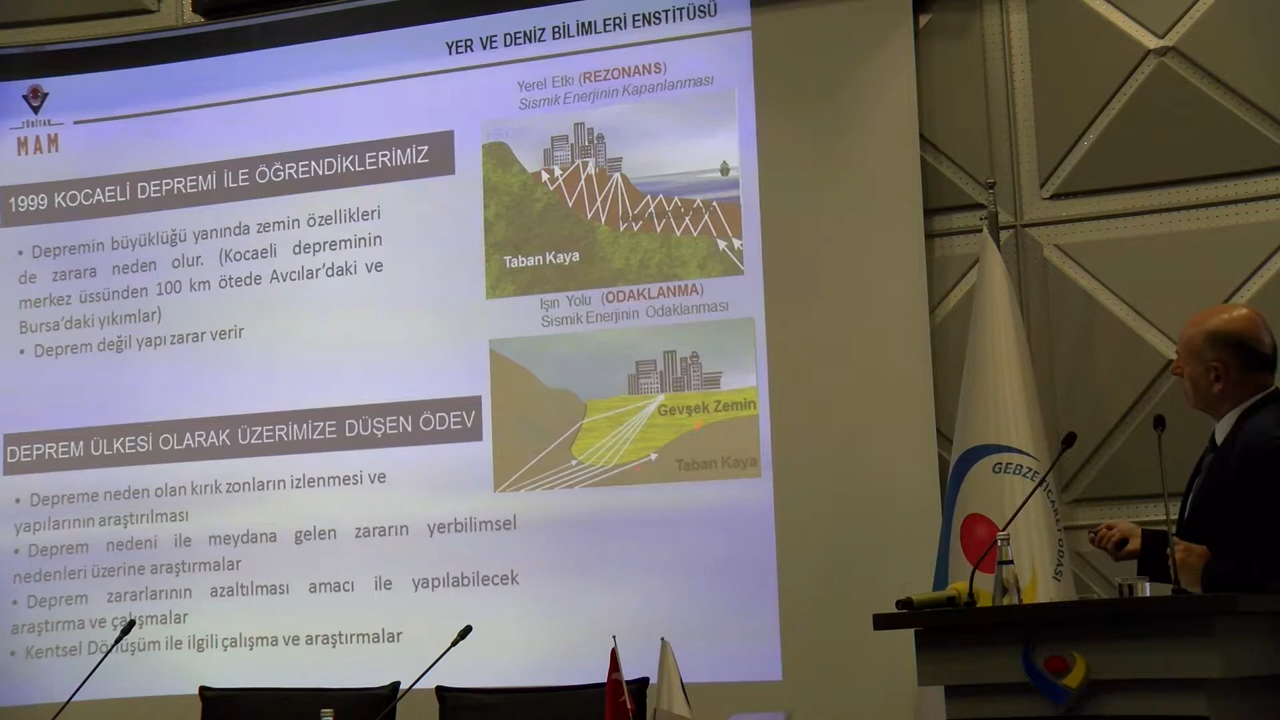 YER VE DENİZ BİLİMLERİ ENSTİTÜSÜ
TÜBİTAK
MAM
1999 KOCAELİ DEPREMİ İLE ÖĞRENDİKLERİMİZ
• Depremin büyüklüğü yanında zemin özellikleri
de zarara neden olur. (Kocaeli depreminin
merkez üssünden 100 km ötede Avcılar'daki ve
Bursa'daki yıkımlar)
• Deprem değil yapı zarar verir
DEPREM ÜLKESİ OLARAK ÜZERİMİZE DÜŞEN ÖDEV
• Depreme neden olan kırık zonların izlenmesi ve
yapılarının araştırılması
• Deprem nedeni ile meydana gelen zararın yerbilimsel
nedenleri üzerine araştırmalar
• Deprem zararlarının azaltılması amacı ile yapılabilecek
araştırma ve çalışmalar
• Kentsel Dönüşüm ile ilgili çalışma ve araştırmalar
Yerel Etki (REZONANS)
Sismik Enerjinin Kapanlanması
Taban Kaya
Işın Yolu (ODAKLANMA)
Sismik Enerjinin Odaklanması
Gevşek Zemin
Taban Kaya
GEBZE TİCARET ODASI